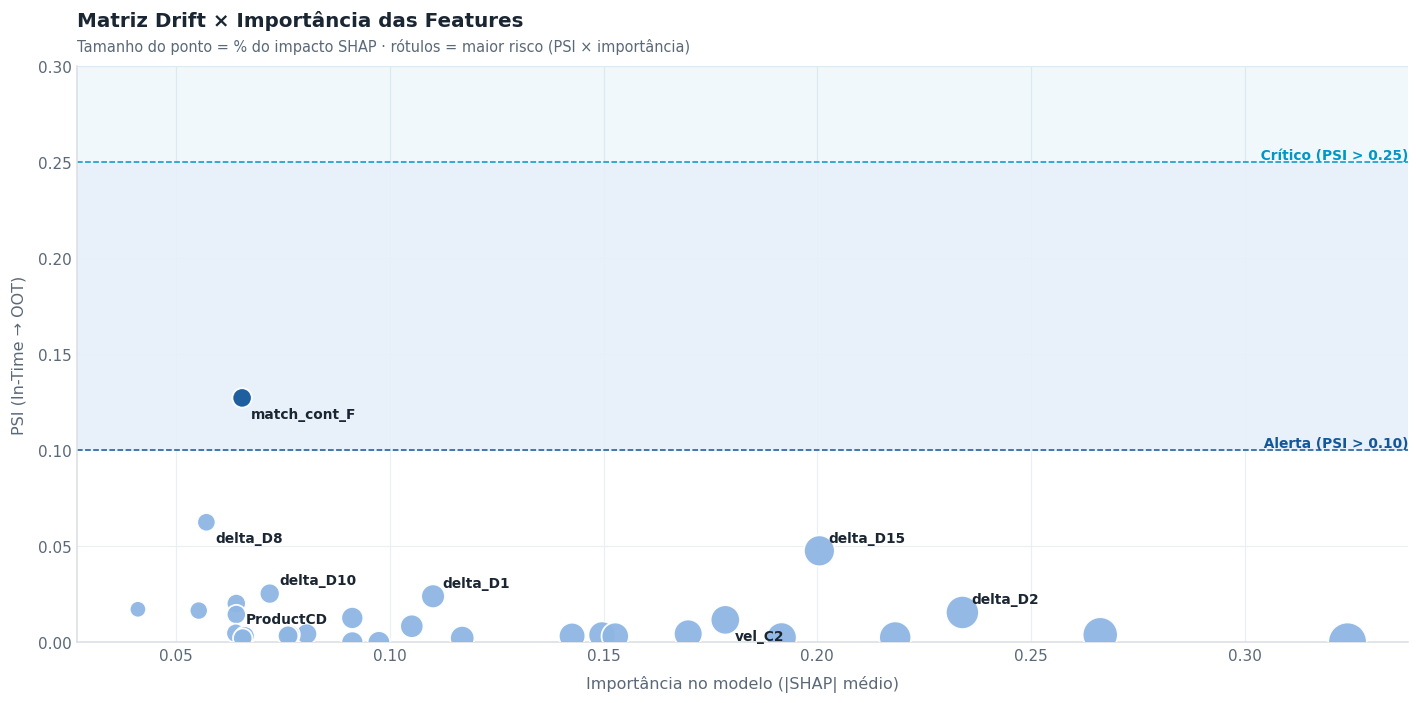 Matriz Drift × Importância das Features
Tamanho do ponto = % do impacto SHAP · rótulos = maior risco (PSI × importância)
0.30
0.25
0.20
0.15
0.10
0.05
0.00
PSI (In-Time → OOT)
Crítico (PSI > 0.25)
Alerta (PSI > 0.10)
match_cont_F
delta_D8
delta_D15
delta_D10
delta_D1
delta_D2
ProductCD
vel_C2
0.05
0.10
0.15
0.20
0.25
0.30
Importância no modelo (|SHAP| médio)